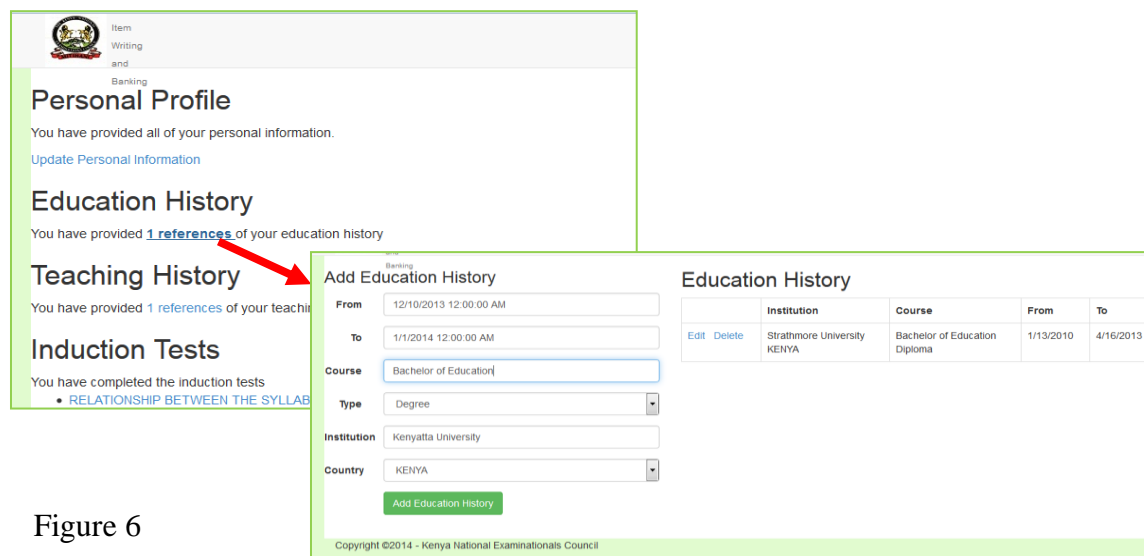 Item
Writing
and
Banking
Personal Profile
You have provided all of your personal information.
Update Personal Information
Education History
You have provided 1 references of your education history
Teaching History
You have provided 1 references of your teachin
Induction Tests
You have completed the induction tests
• RELATIONSHIP BETWEEN THE SYLLAB
Banking
Add Education History
From 12/10/2013 12:00:00 AM
To 1/1/2014 12:00:00 AM
Course Bachelor of Education
Type Degree
Institution Kenyatta University
Country KENYA
Add Education History
Education History
Institution Course From To
Edit Delete Strathmore University Bachelor of Education 1/13/2010 4/16/2013
KENYA Diploma
Copyright ©2014 - Kenya National Examinationals Council
Figure 6